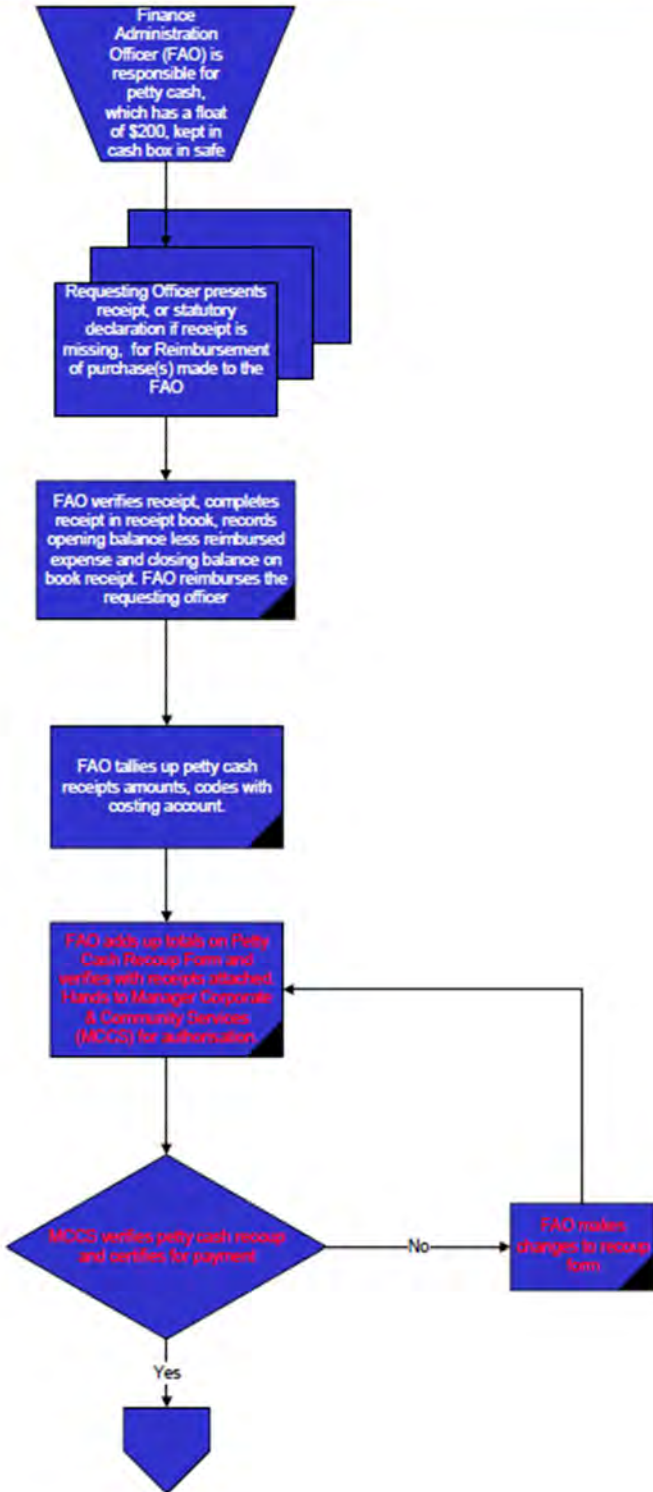 Finance
Administration
Officer (FAO) is
responsible for
petty cash,
which has a float
of $200, kept in
cash box in safe
Requesting Officer presents
receipt, or statutory
declaration if receipt is
missing, for Reimbursement
of purchase(s) made to the
FAO
FAO verifies receipt, completes
receipt in receipt book, records
opening balance less reimbursed
expense and closing balance on
book receipt. FAO reimburses the
requesting officer
FAO tallies up petty cash
receipts amounts, codes with
costing account.
FAO adds up totals on Petty
Cash Recoup Form and
verifies with receipts attached.
Hands to Manager Corporate
& Community Services
(MCCS) for authorisation.
MCCS verifies petty cash recoup
and certifies for payment
No
FAO makes
changes to recoup
form
Yes